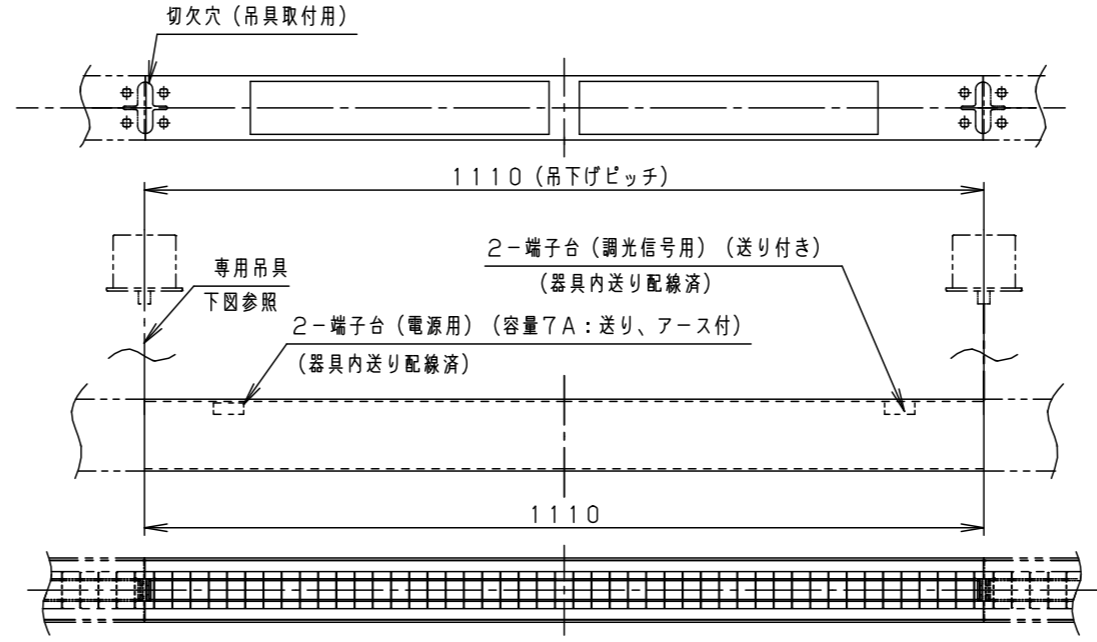 切欠穴（吊具取付用）
1110（吊下げピッチ）
2－端子台（調光信号用）（送り付き）
（器具内送り配線済）
専用吊具
下図参照
2－端子台（電源用）（容量7A：送り、アース付）
（器具内送り配線済）
1110